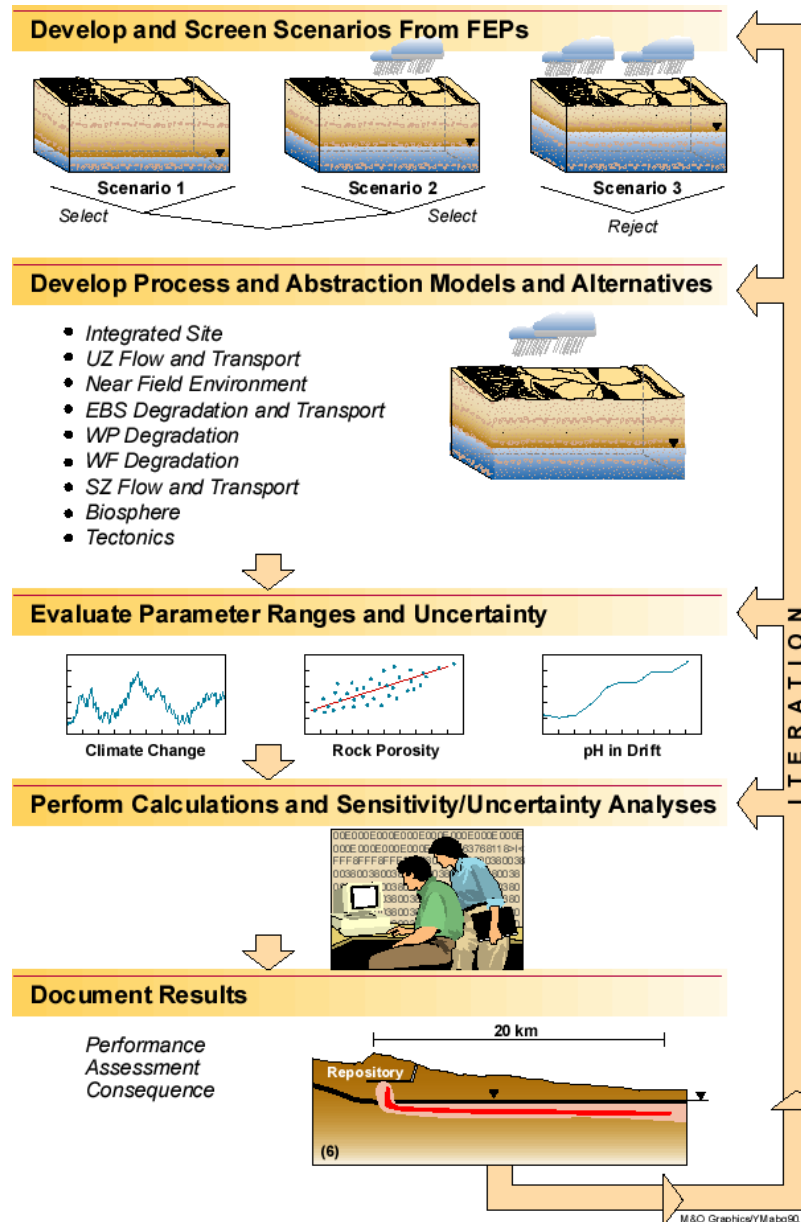 Develop and Screen Scenarios From FEPs
Scenario 1
Scenario 2
Scenario 3
Select
Select
Reject
Develop Process and Abstraction Models and Alternatives
• Integrated Site
• UZ Flow and Transport
• Near Field Environment
• EBS Degradation and Transport
• WP Degradation
• WF Degradation
• SZ Flow and Transport
• Biosphere
• Tectonics
Evaluate Parameter Ranges and Uncertainty
Climate Change
Rock Porosity
pH in Drift
ITERATION
Perform Calculations and Sensitivity/Uncertainty Analyses
Document Results
Performance
Assessment
Consequence
20 km
Repository
(6)
M&O Graphics/YMabq90